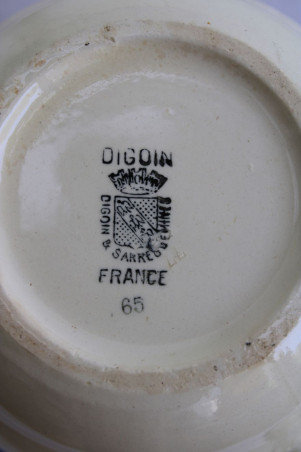 DIGOIN
DIGOIN & SARREGUEMINES
FRANCE
65